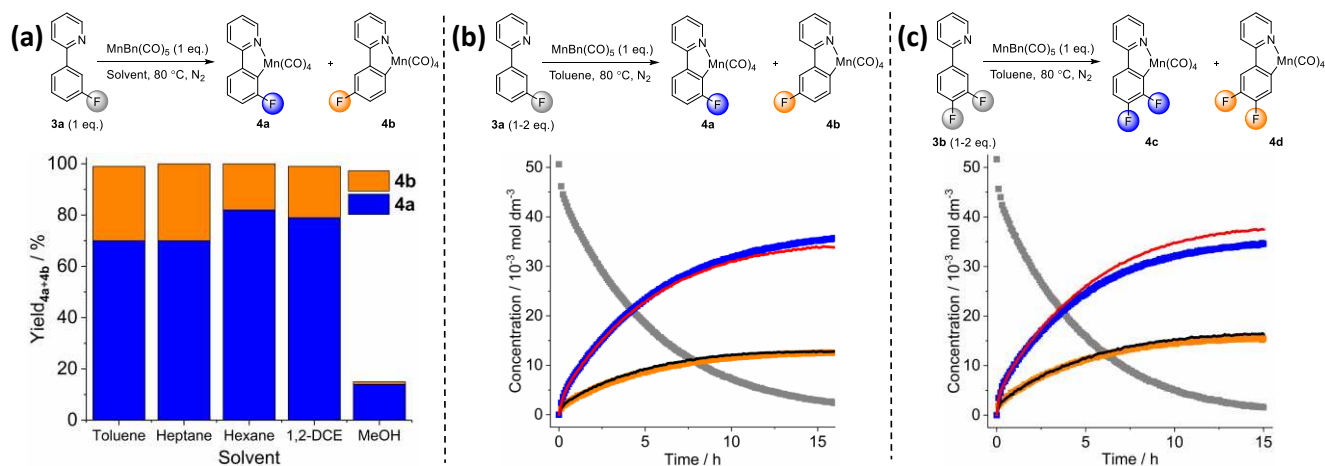 (a)
MnBn(CO)5 (1 eq.)
Solvent, 80 °C, N2
N
F
3a (1 eq.)
N
Mn(CO)4
F
4a
+
N
Mn(CO)4
F
4b
Yield4a+4b / %
100
80
60
40
20
0
4b
4a
Toluene Heptane Hexane 1,2-DCE MeOH
Solvent
(b)
MnBn(CO)5 (1 eq.)
Toluene, 80 °C, N2
N
F
3a (1-2 eq.)
N
Mn(CO)4
F
4a
+
N
Mn(CO)4
F
4b
Concentration / 10-3 mol dm-3
50
40
30
20
10
0
0 5 10 15
Time / h
(c)
MnBn(CO)5 (1 eq.)
Toluene, 80 °C, N2
N
F
F
3b (1-2 eq.)
N
Mn(CO)4
F
F
4c
+
N
Mn(CO)4
F
F
4d
Concentration / 10-3 mol dm-3
50
40
30
20
10
0
0 5 10 15
Time / h